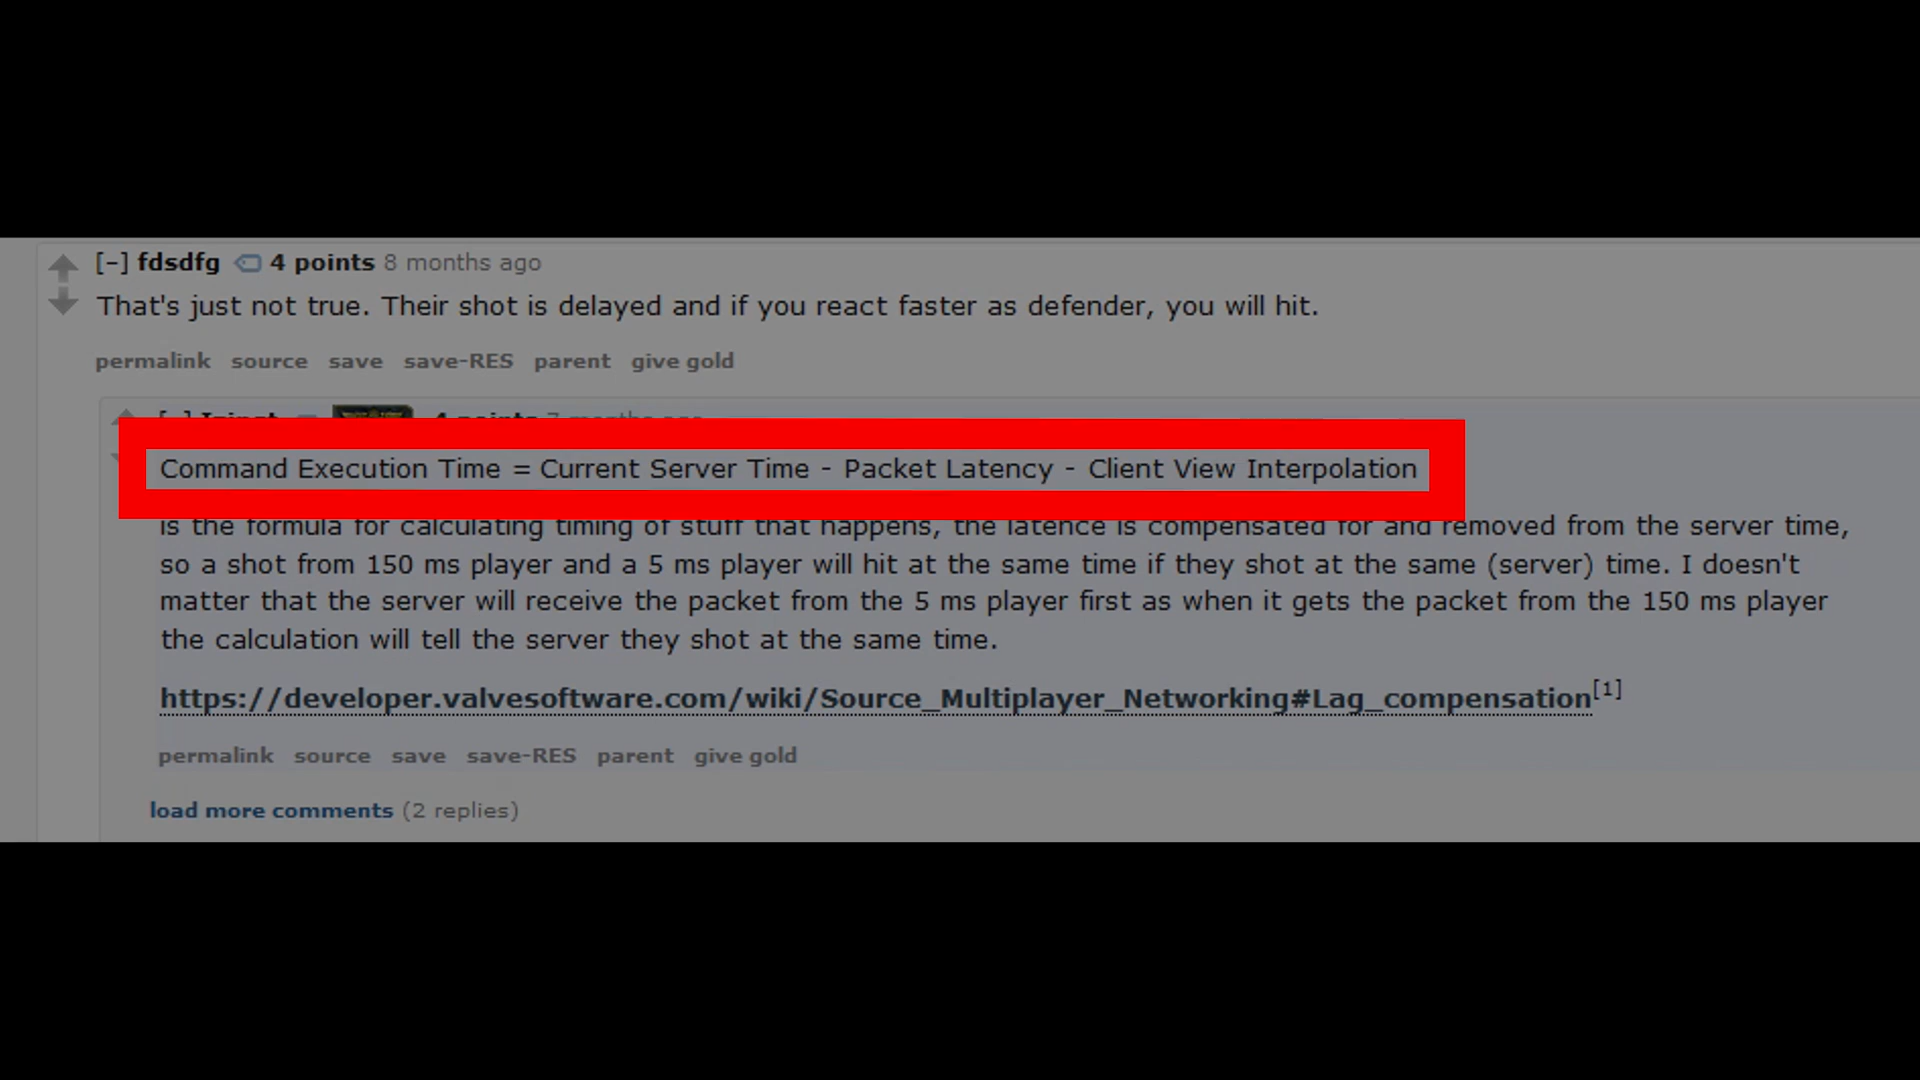 [-] fdsdfg 4 points 8 months ago
That's just not true. Their shot is delayed and if you react faster as defender, you will hit.
permalink source save save-RES parent give gold
4 points 7 months ago
Command Execution Time = Current Server Time - Packet Latency - Client View Interpolation
is the formula for calculating timing of stuff that happens, the latence is compensated for and removed from the server time,
so a shot from 150 ms player and a 5 ms player will hit at the same time if they shot at the same (server) time. I doesn't
matter that the server will receive the packet from the 5 ms player first as when it gets the packet from the 150 ms player
the calculation will tell the server they shot at the same time.
https://developer.valvesoftware.com/wiki/Source_Multiplayer_Networking#Lag_compensation[1]
permalink source save save-RES parent give gold
load more comments (2 replies)